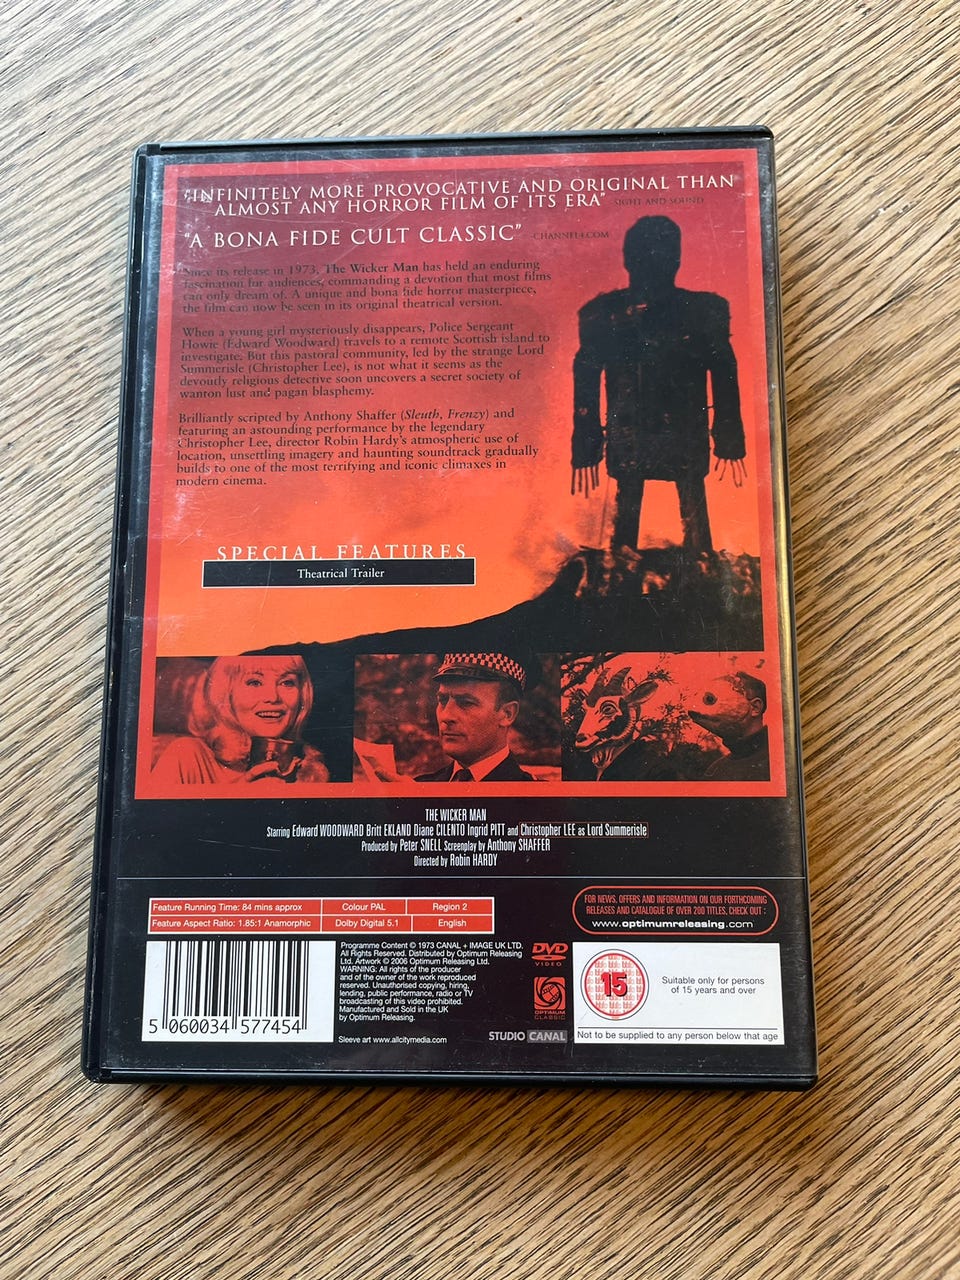 "INFINITELY MORE PROVOCATIVE AND ORIGINAL THAN
ALMOST ANY HORROR FILM OF ITS ERA" SIGHT AND SOUND
"A BONA FIDE CULT CLASSIC" CHANNEL4.COM
Since its release in 1973, The Wicker Man has held an enduring
fascination for audiences, commanding a devotion that most films
can only dream of. A unique and bona fide horror masterpiece,
the film can now be seen in its original theatrical version.
When a young girl mysteriously disappears, Police Sergeant
Howie (Edward Woodward) travels to a remote Scottish island to
investigate. But this pastoral community, led by the strange Lord
Summerisle (Christopher Lee), is not what it seems as the
devoutly religious detective soon uncovers a secret society of
wanton lust and pagan blasphemy.
Brilliantly scripted by Anthony Shaffer (Sleuth, Frenzy) and
featuring an astounding performance by the legendary
Christopher Lee, director Robin Hardy's atmospheric use of
location, unsettling imagery and haunting soundtrack gradually
builds to one of the most terrifying and iconic climaxes in
modern cinema.
SPECIAL FEATURES
Theatrical Trailer
THE WICKER MAN
Starring Edward WOODWARD Britt EKLAND Diane CILENTO Ingrid PITT and Christopher LEE as Lord Summerisle
Produced by Peter SNELL Screenplay by Anthony SHAFFER
Directed by Robin HARDY
Feature Running Time: 84 mins approx Colour PAL Region 2
Feature Aspect Ratio: 1.85:1 Anamorphic Dolby Digital 5.1 English
FOR NEWS, OFFERS AND INFORMATION ON OUR FORTHCOMING
RELEASES AND CATALOGUE OF OVER 200 TITLES, CHECK OUT :
www.optimumreleasing.com
5 060034 577454
Programme Content © 1973 CANAL + IMAGE UK LTD.
All Rights Reserved. Distributed by Optimum Releasing
Ltd. Artwork © 2006 Optimum Releasing Ltd.
WARNING: All rights of the producer
and of the owner of the work reproduced
reserved. Unauthorised copying, hiring,
lending, public performance, radio or TV
broadcasting of this video prohibited.
Manufactured and Sold in the UK
by Optimum Releasing.
Sleeve art www.allcitymedia.com
DVD
VIDEO
OPTIMUM
CLASSIC
STUDIO CANAL
15
Suitable only for persons
of 15 years and over
Not to be supplied to any person below that age